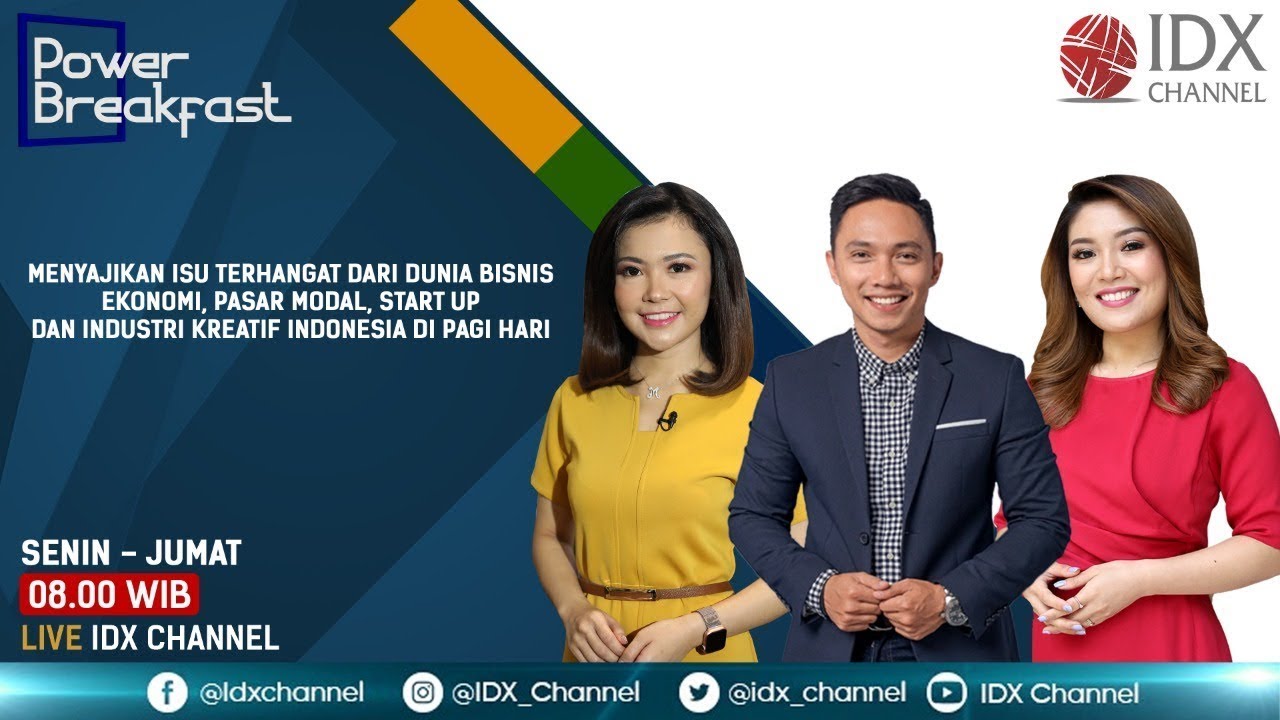 Power
Breakfast
IDX
CHANNEL
MENYAJIKAN ISU TERHANGAT DARI DUNIA BISNIS
EKONOMI, PASAR MODAL, START UP
DAN INDUSTRI KREATIF INDONESIA DI PAGI HARI
SENIN – JUMAT
08.00 WIB
LIVE IDX CHANNEL
@Idxchannel @IDX_Channel @idx_channel IDX Channel